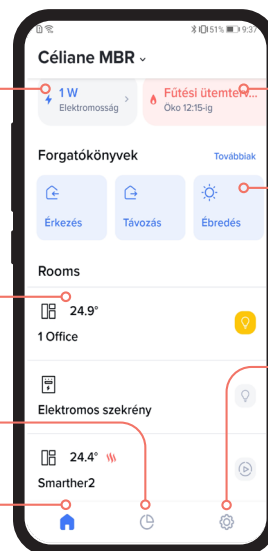 51% 9:37
Céliane MBR
1 W
Elektromosság
Fűtési ütemterv...
Öko 12:15-ig
Forgatókönyvek
Továbbiak
Érkezés
Távozás
Ébredés
Rooms
24.9°
1 Office
Elektromos szekrény
24.4°
Smarther2